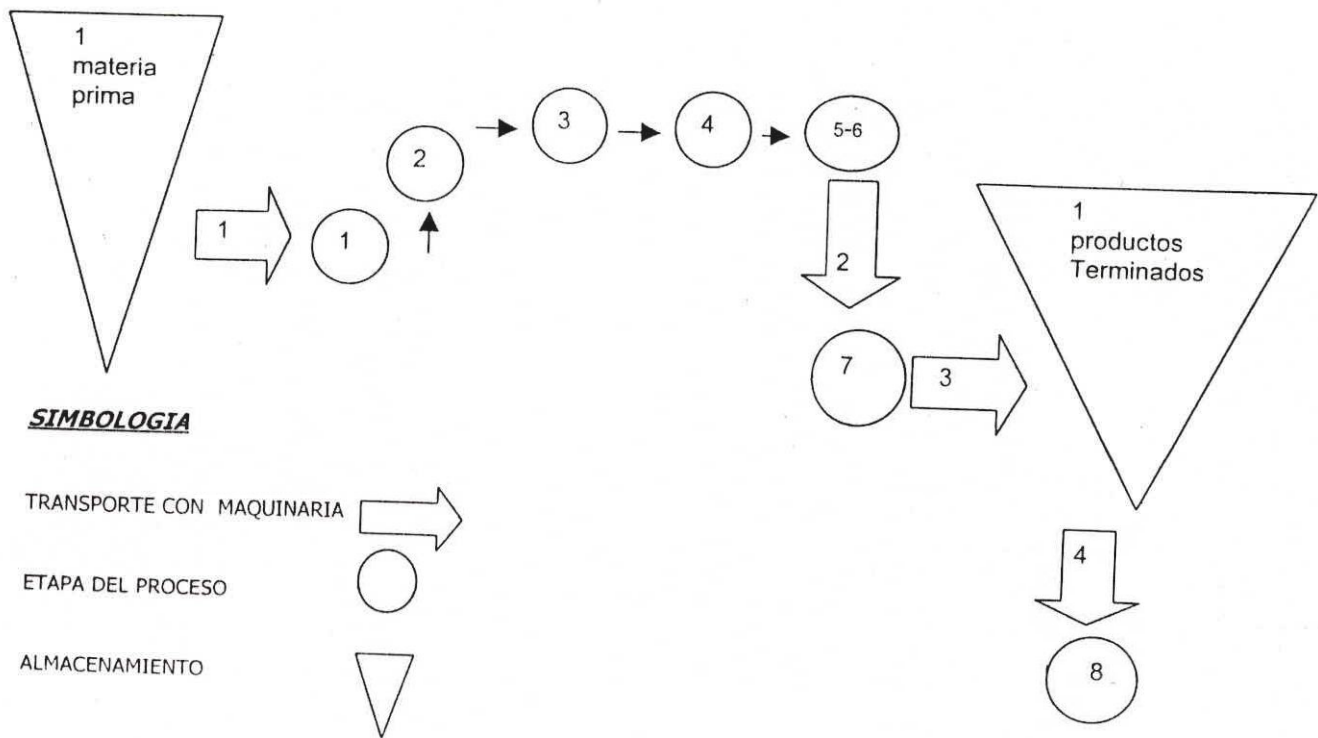 1
materia
prima
1
1
2
3
4
5-6
2
7
3
1
productos
Terminados
4
8
SIMBOLOGIA
TRANSPORTE CON MAQUINARIA
ETAPA DEL PROCESO
ALMACENAMIENTO